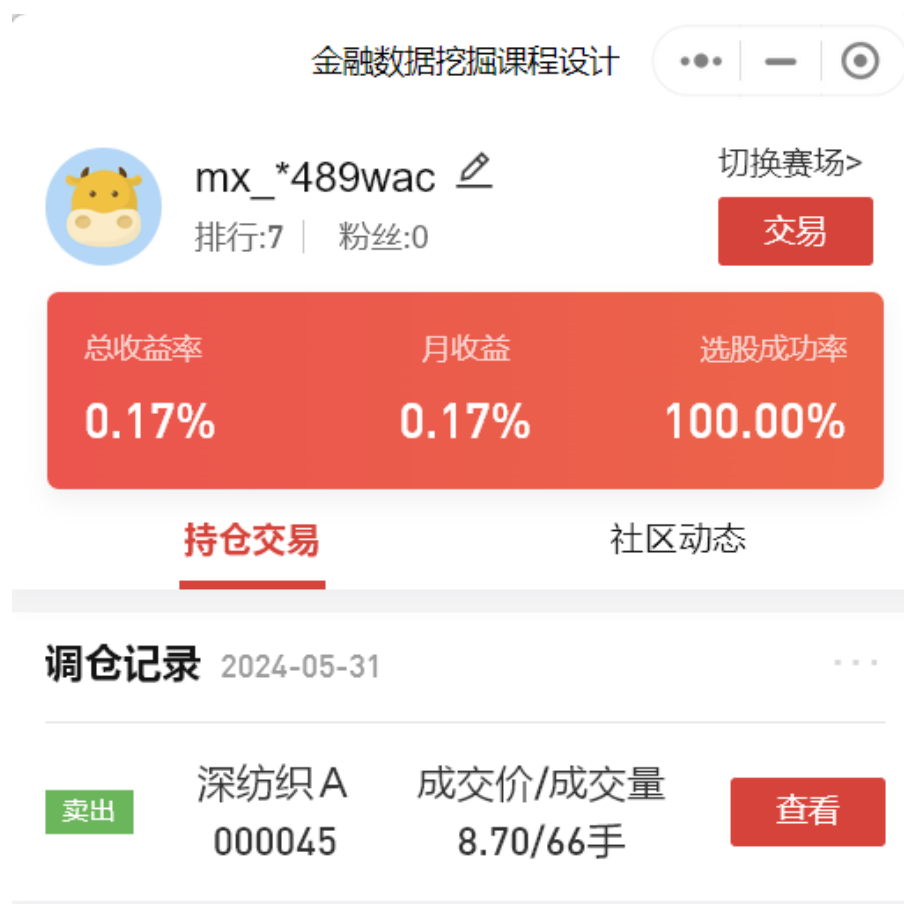 金融数据挖掘课程设计
mx_*489wac
切换赛场>
排行:7 粉丝:0
交易
总收益率 月收益 选股成功率
0.17% 0.17% 100.00%
持仓交易 社区动态
调仓记录 2024-05-31
卖出
深纺织A 成交价/成交量
000045 8.70/66手
查看